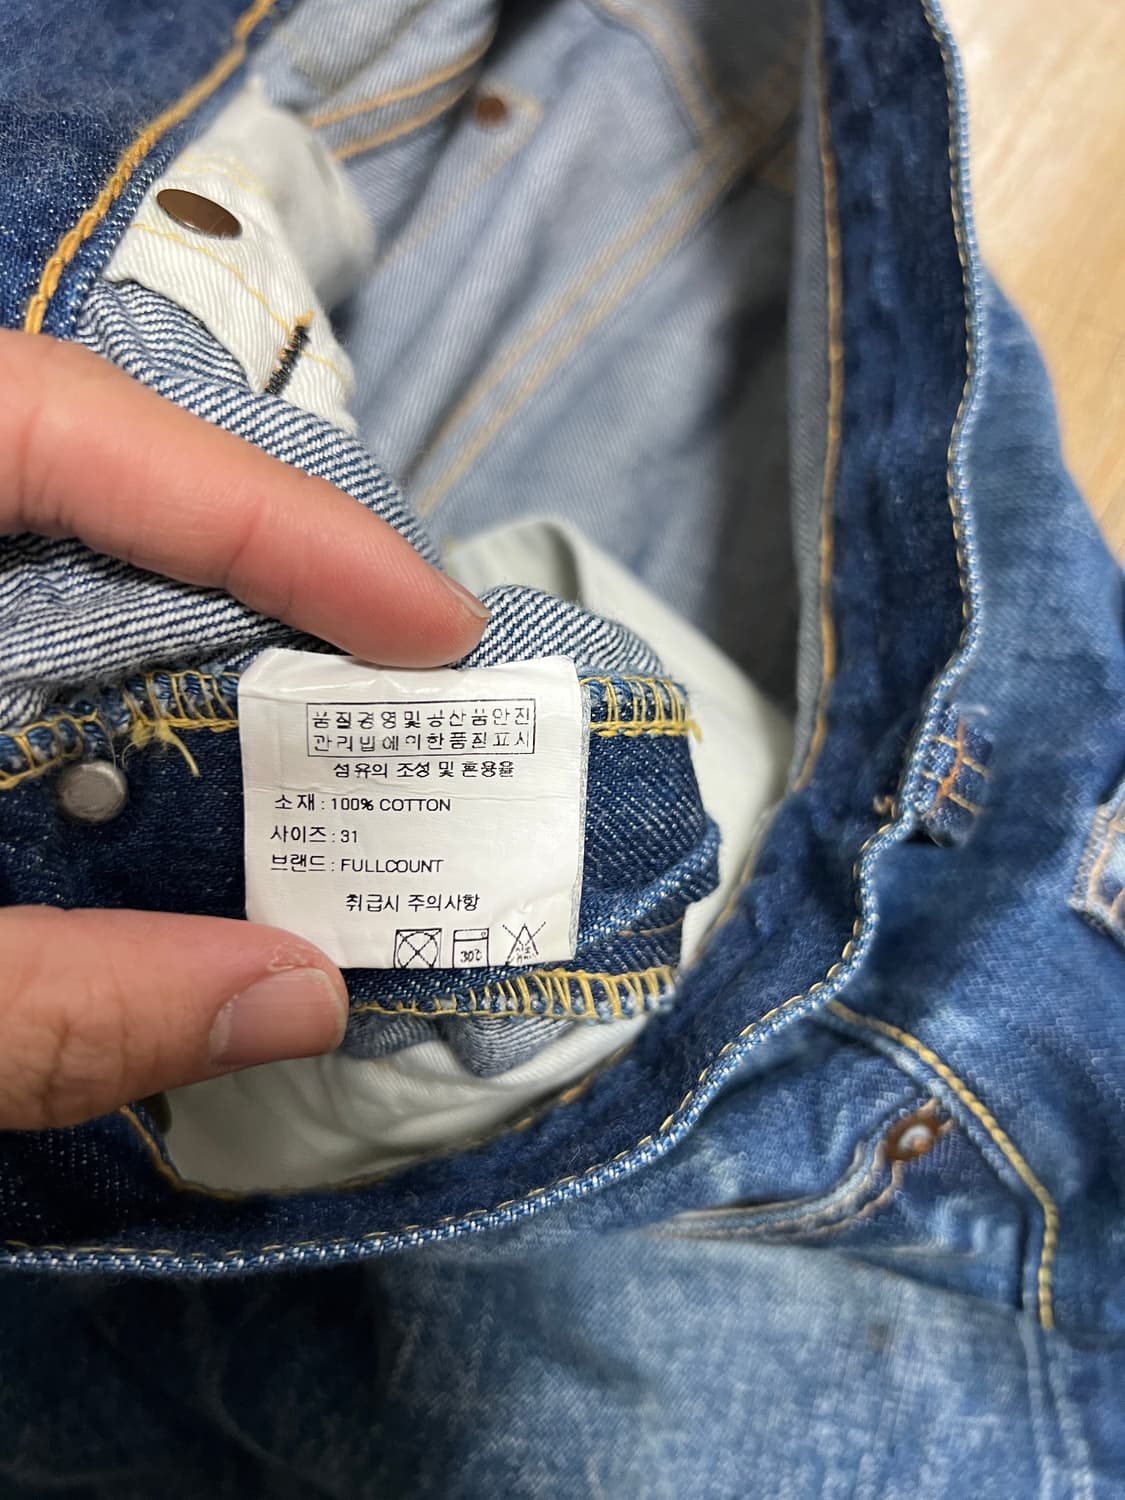 품질경영및공산품안전
관리법에의한품질표시
섬유의 조성 및 혼용율
소재 : 100% COTTON
사이즈 : 31
브랜드 : FULLCOUNT
취급시 주의사항
30℃